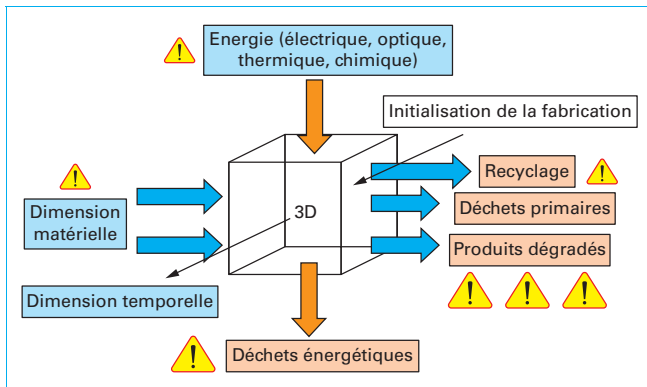 Energie (électrique, optique,
thermique, chimique)
Initialisation de la fabrication
Recyclage
Dimension
matérielle
3D
Déchets primaires
Produits dégradés
Dimension temporelle
Déchets énergétiques